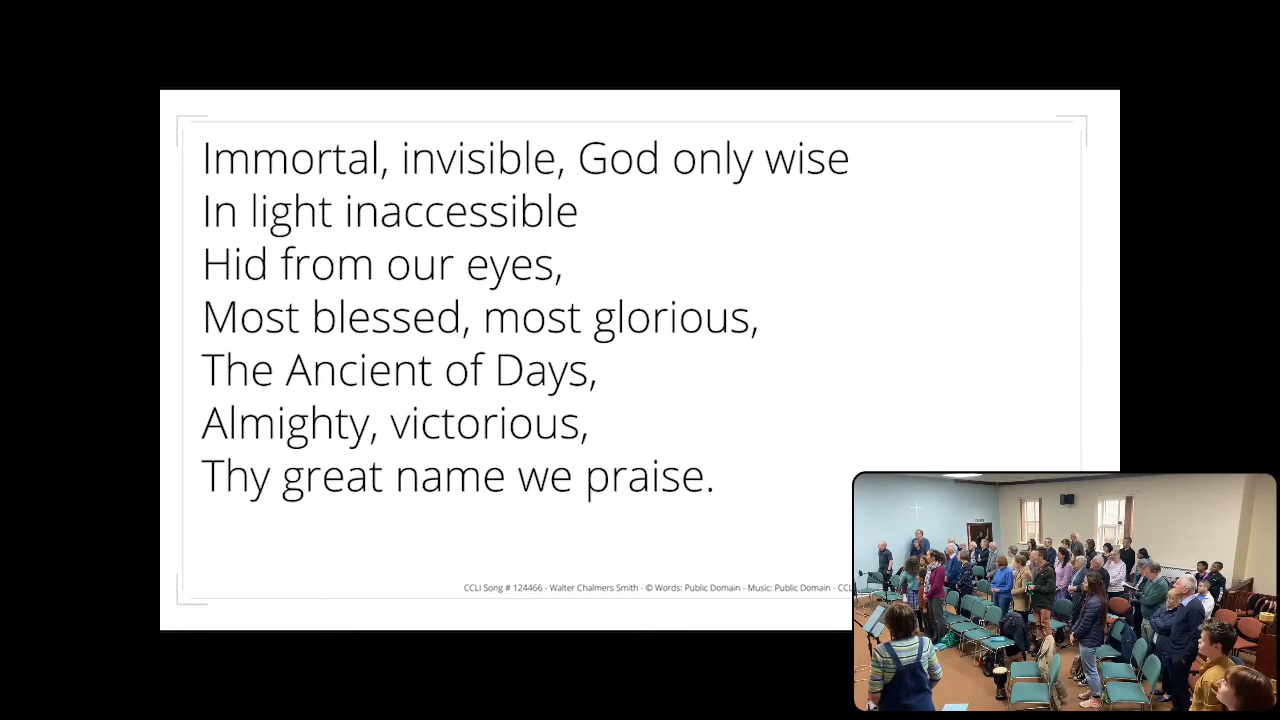 Immortal, invisible, God only wise
In light inaccessible
Hid from our eyes,
Most blessed, most glorious,
The Ancient of Days,
Almighty, victorious,
Thy great name we praise.
CCLI Song # 124466 - Walter Chalmers Smith - © Words: Public Domain - Music: Public Domain - CCL